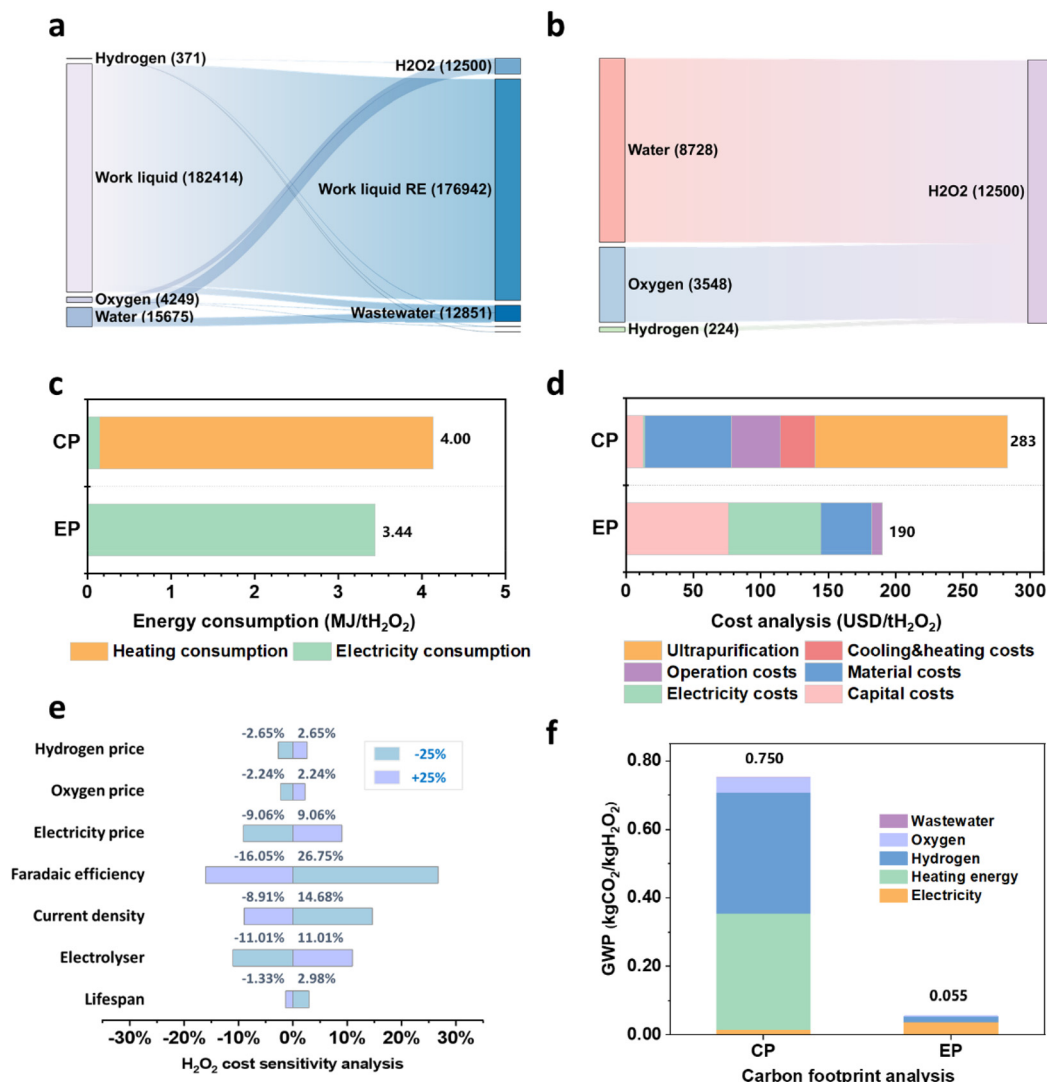 a
Hydrogen (371)
Work liquid (182414)
Oxygen (4249)
Water (15675)
H2O2 (12500)
Work liquid RE (176942)
Wastewater (12851)
b
Water (8728)
Oxygen (3548)
Hydrogen (224)
H2O2 (12500)
c
CP
4.00
EP
3.44
0 1 2 3 4 5
Energy consumption (MJ/tH₂O₂)
Heating consumption Electricity consumption
d
CP
283
EP
190
0 50 100 150 200 250 300
Cost analysis (USD/tH₂O₂)
Ultrapurification Cooling&heating costs
Operation costs Material costs
Electricity costs Capital costs
e
-25%
+25%
Hydrogen price -2.65% 2.65%
Oxygen price -2.24% 2.24%
Electricity price -9.06% 9.06%
Faradaic efficiency -16.05% 26.75%
Current density -8.91% 14.68%
Electrolyser -11.01% 11.01%
Lifespan -1.33% 2.98%
-30% -20% -10% 0% 10% 20% 30%
H₂O₂ cost sensitivity analysis
f
GWP (kgCO₂/kgH₂O₂)
0.80
0.60
0.40
0.20
0.00
0.750
0.055
Wastewater
Oxygen
Hydrogen
Heating energy
Electricity
CP EP
Carbon footprint analysis